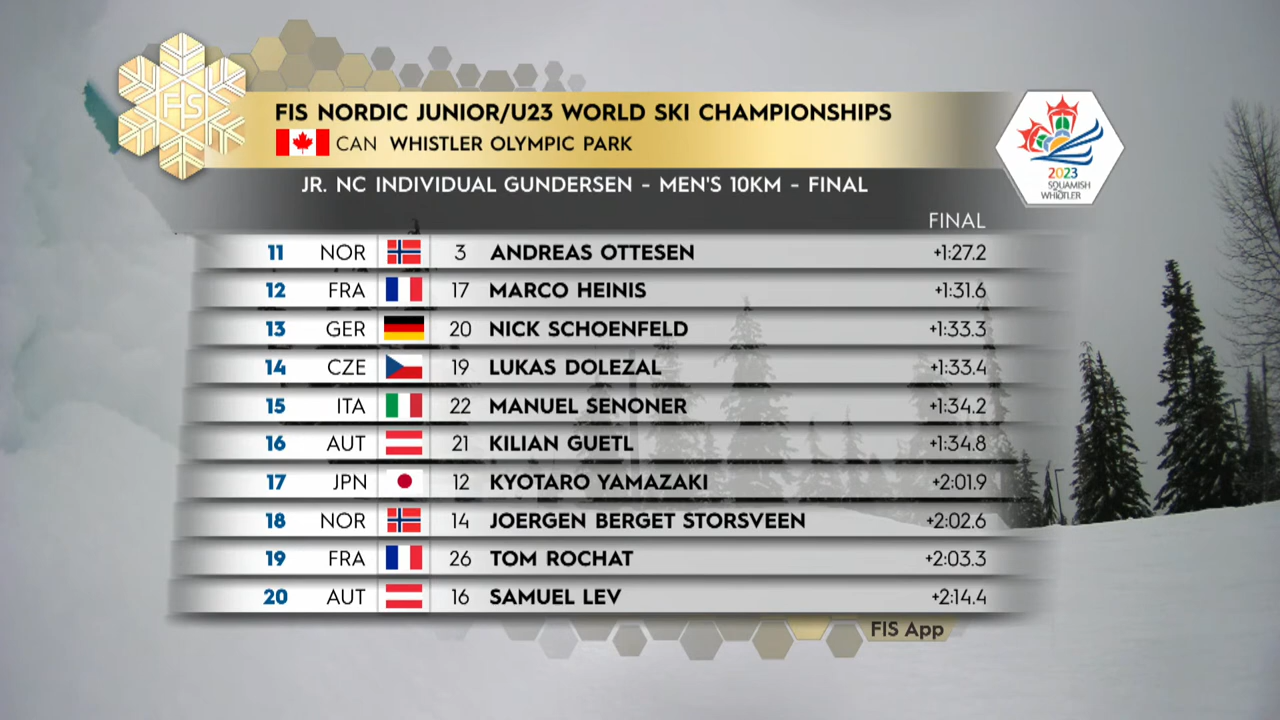 FIS
FIS NORDIC JUNIOR/U23 WORLD SKI CHAMPIONSHIPS
CAN WHISTLER OLYMPIC PARK
2023
SQUAMISH
WHISTLER
JR. NC INDIVIDUAL GUNDERSEN - MEN'S 10KM - FINAL
FINAL
11 NOR 3 ANDREAS OTTESEN +1:27.2
12 FRA 17 MARCO HEINIS +1:31.6
13 GER 20 NICK SCHOENFELD +1:33.3
14 CZE 19 LUKAS DOLEZAL +1:33.4
15 ITA 22 MANUEL SENONER +1:34.2
16 AUT 21 KILIAN GUETL +1:34.8
17 JPN 12 KYOTARO YAMAZAKI +2:01.9
18 NOR 14 JOERGEN BERGET STORSVEEN +2:02.6
19 FRA 26 TOM ROCHAT +2:03.3
20 AUT 16 SAMUEL LEV +2:14.4
FIS App